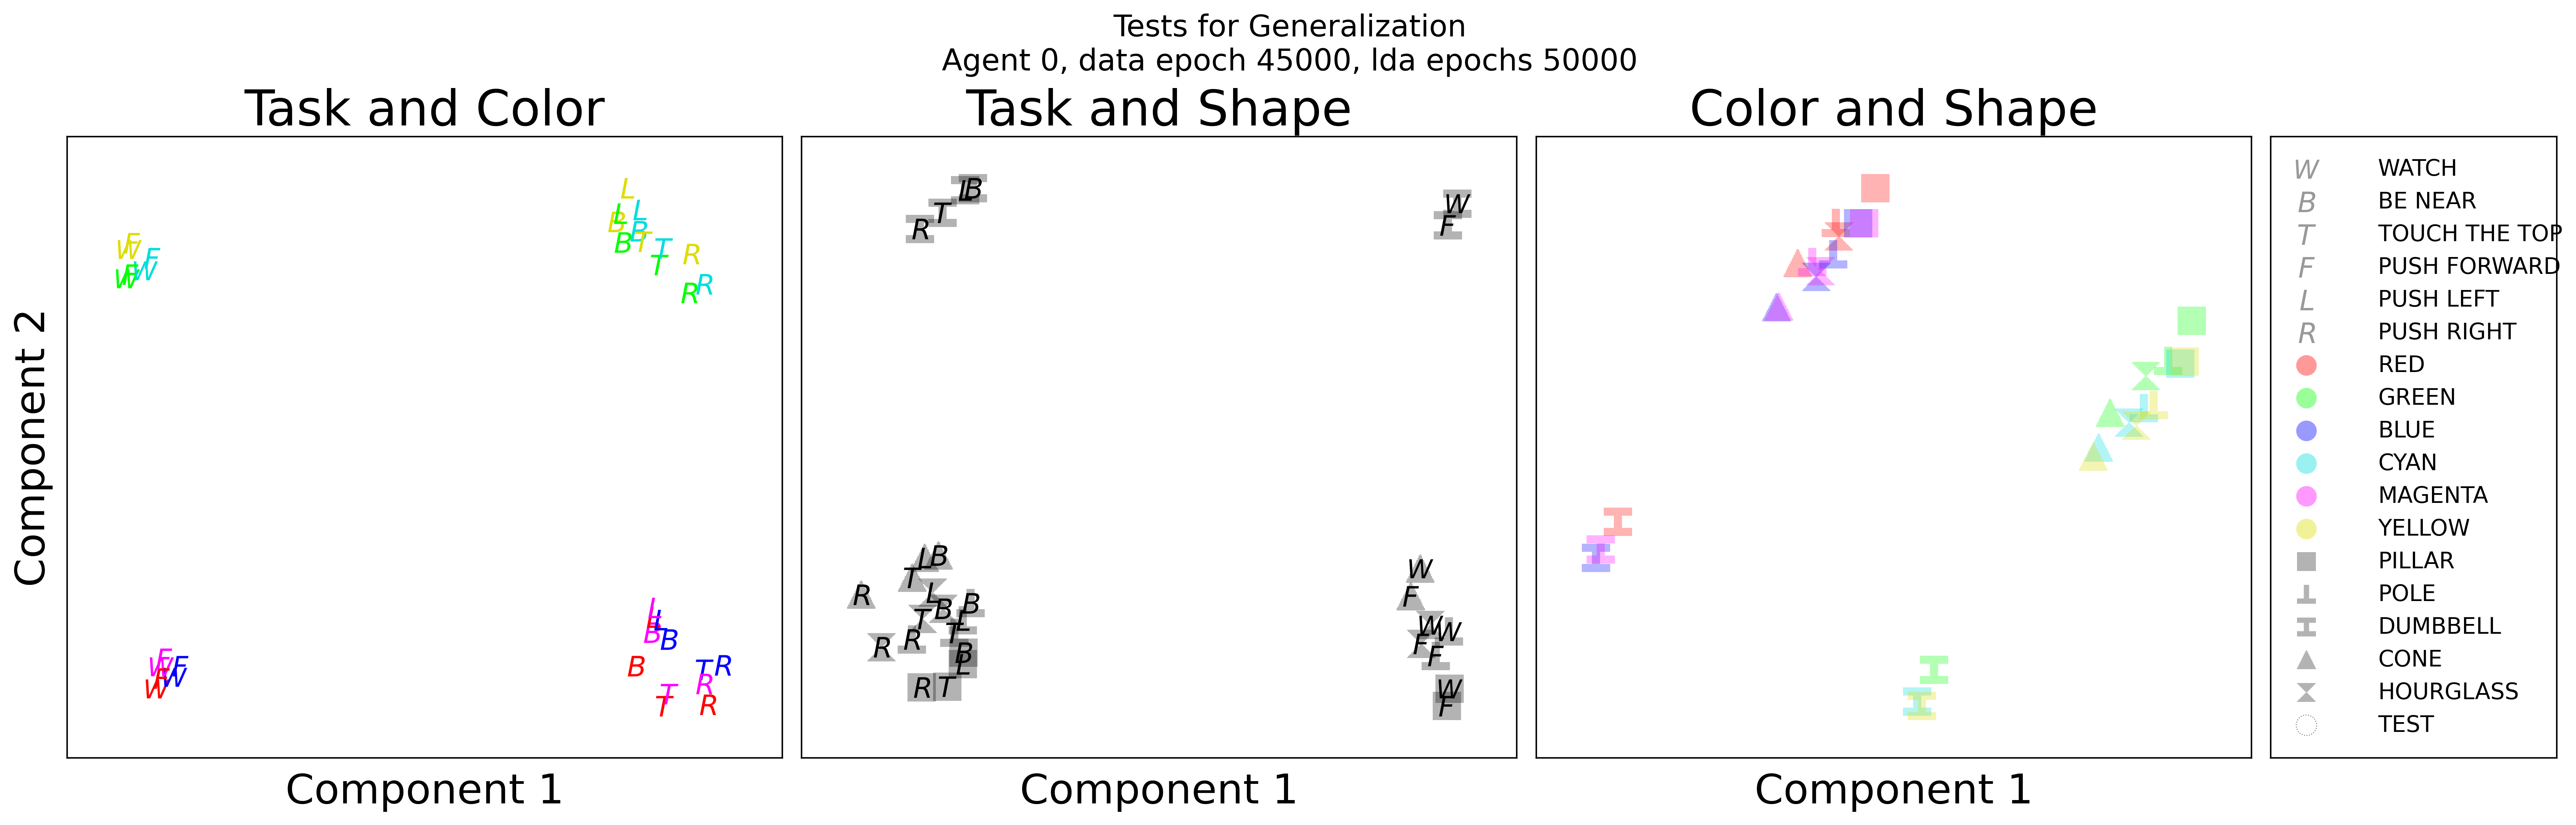 Tests for Generalization
Agent 0, data epoch 45000, lda epochs 50000
Task and Color
Task and Shape
Color and Shape
Component 2
Component 1
Component 1
Component 1
W WATCH
B BE NEAR
T TOUCH THE TOP
F PUSH FORWARD
L PUSH LEFT
R PUSH RIGHT
RED
GREEN
BLUE
CYAN
MAGENTA
YELLOW
PILLAR
POLE
DUMBBELL
CONE
HOURGLASS
TEST